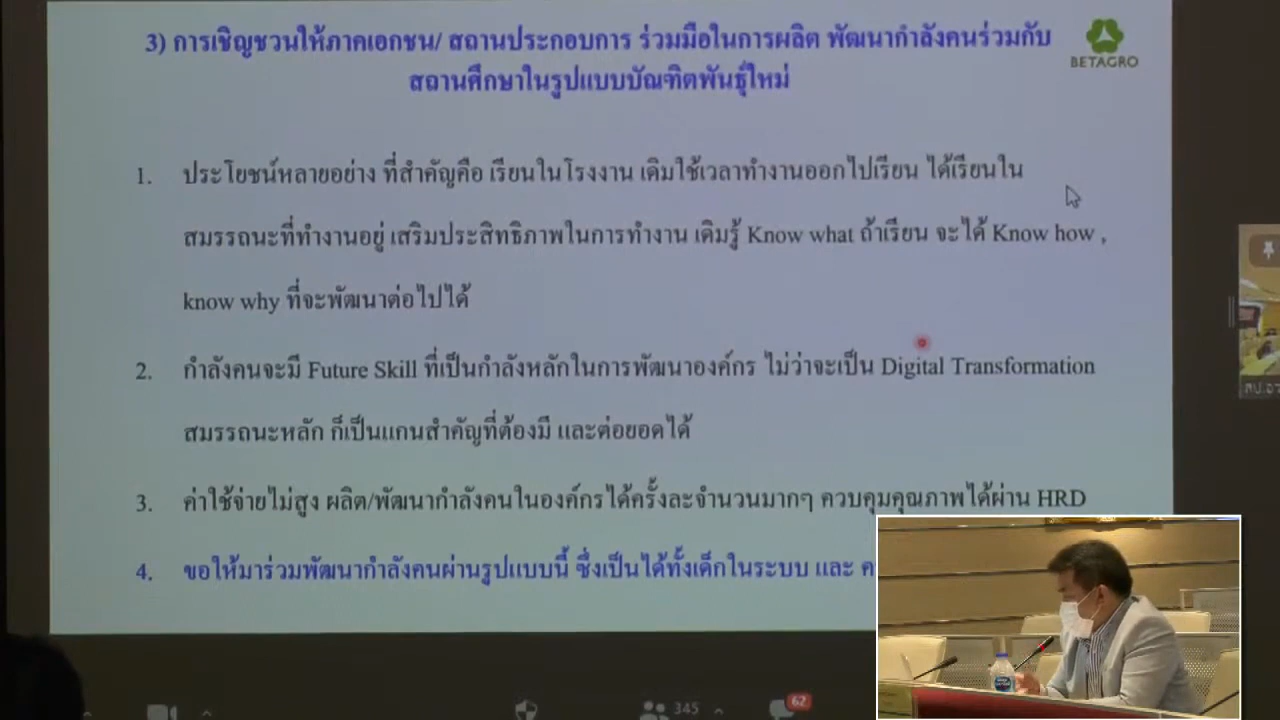 3) การเชิญชวนให้ภาคเอกชน/ สถานประกอบการ ร่วมมือในการผลิต พัฒนากำลังคนร่วมกับ
สถานศึกษาในรูปแบบบัณฑิตพันธุ์ใหม่
BETAGRO
1. ประโยชน์หลายอย่าง ที่สำคัญคือ เรียนในโรงงาน เดิมใช้เวลาทำงานออกไปเรียน ได้เรียนใน
สมรรถนะที่ทำงานอยู่ เสริมประสิทธิภาพในการทำงาน เดิมรู้ Know what ถ้าเรียน จะได้ Know how ,
know why ที่จะพัฒนาต่อไปได้
2. กำลังคนจะมี Future Skill ที่เป็นกำลังหลักในการพัฒนาองค์กร ไม่ว่าจะเป็น Digital Transformation
สมรรถนะหลัก ก็เป็นแกนสำคัญที่ต้องมี และต่อยอดได้
3. ค่าใช้จ่ายไม่สูง ผลิต/พัฒนากำลังคนในองค์กรได้ครั้งละจำนวนมากๆ ควบคุมคุณภาพได้ผ่าน HRD
4. ขอให้มาร่วมพัฒนากำลังคนผ่านรูปแบบนี้ ซึ่งเป็นได้ทั้งเด็กในระบบ และ
345
62